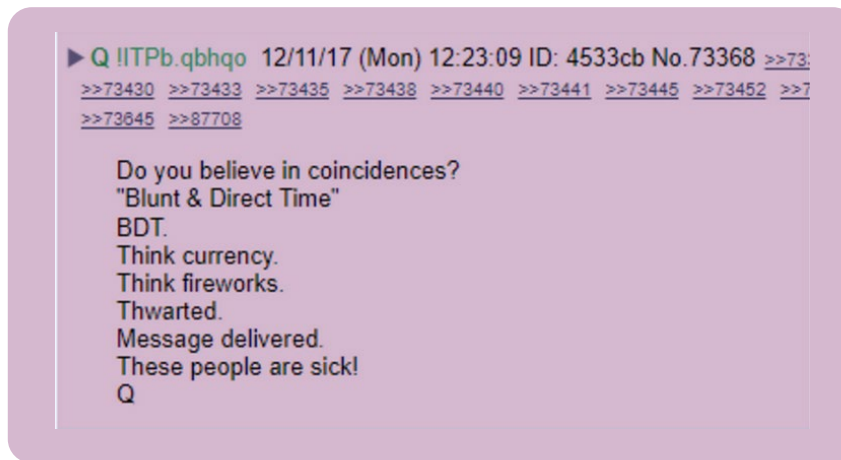 ▶ Q !ITPb.qbhqo 12/11/17 (Mon) 12:23:09 ID: 4533cb No.73368
>>73430 >>73433 >>73435 >>73438 >>73440 >>73441 >>73445 >>73452
>>73645 >>87708
Do you believe in coincidences?
"Blunt & Direct Time"
BDT.
Think currency.
Think fireworks.
Thwarted.
Message delivered.
These people are sick!
Q